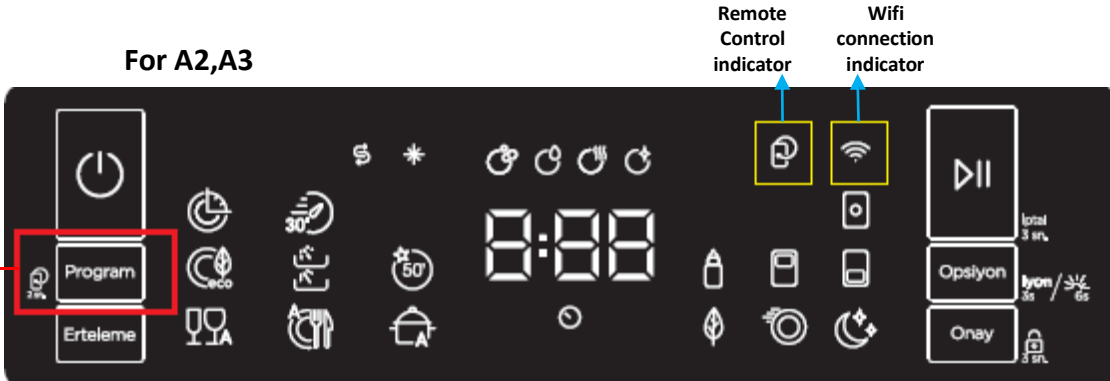 Remote
Control
indicator
Wifi
connection
indicator
For A2,A3
30'
İptal
3 sn.
8:88
Program
2 sn.
eco
50'
Opsiyon
İyon
3s
/
6s
Erteleme
A
A
A
Onay
3 sn.